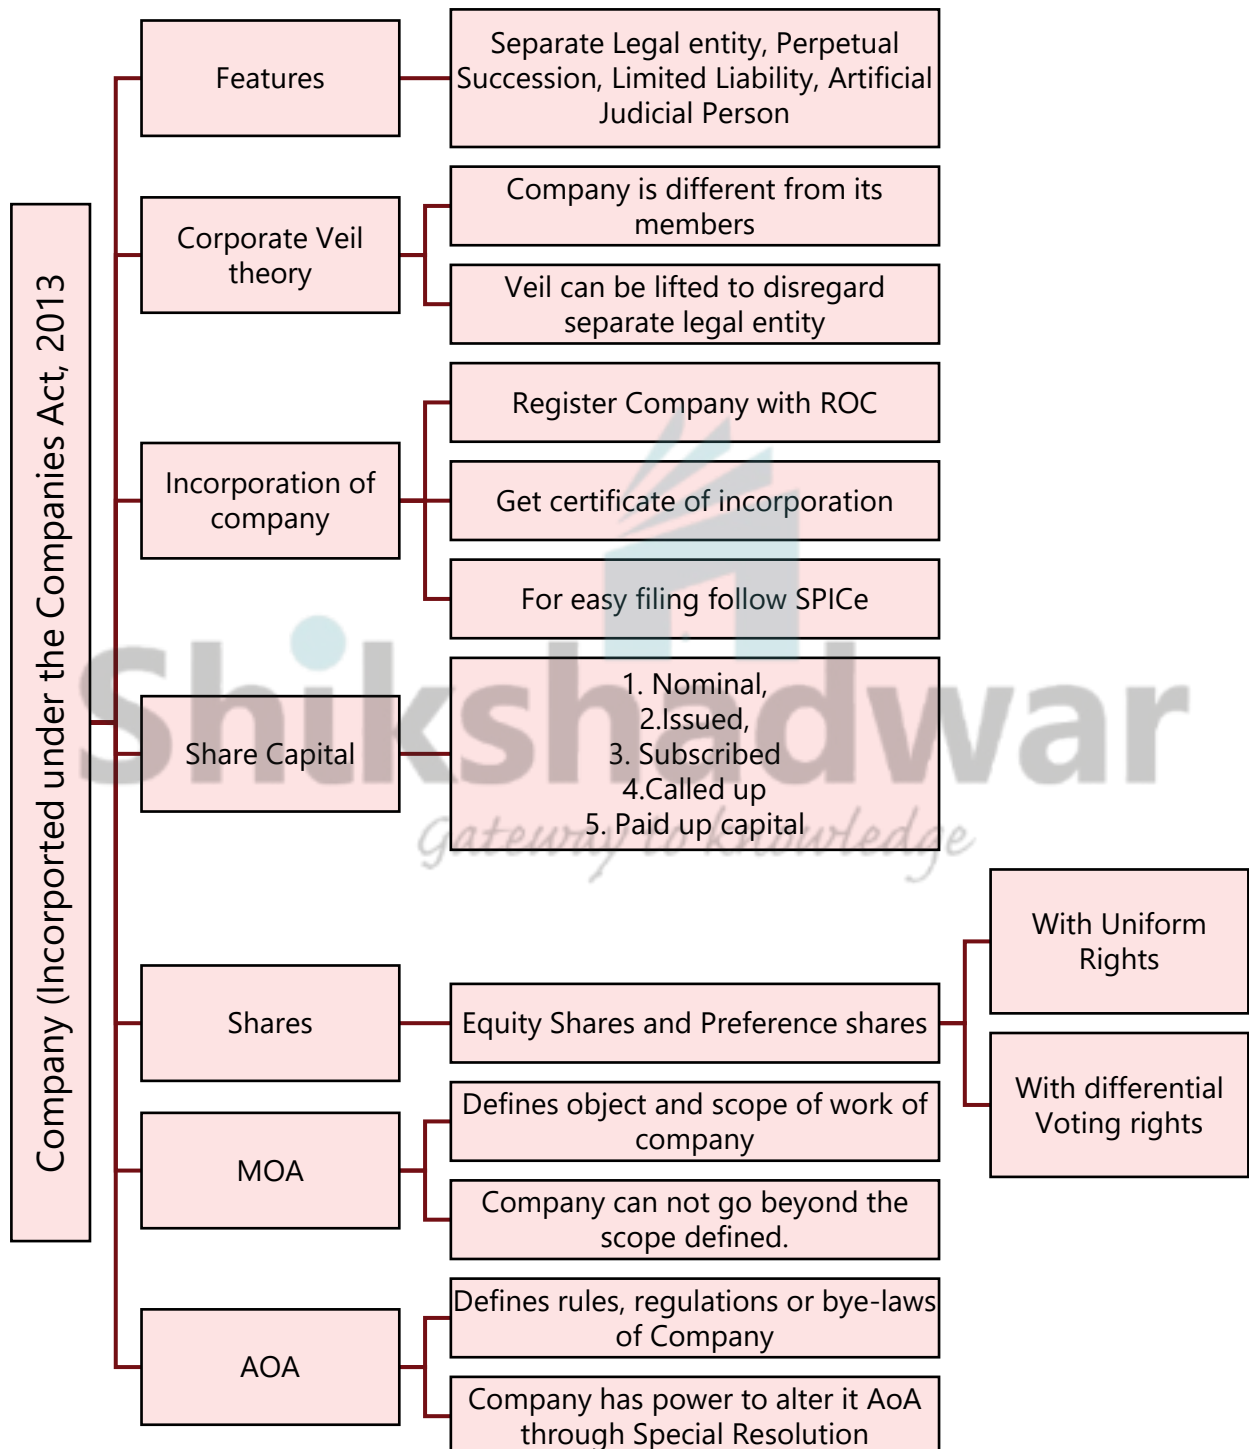 Company (Incorported under the Companies Act, 2013
Features
Separate Legal entity, Perpetual
Succession, Limited Liability, Artificial
Judicial Person
Corporate Veil
theory
Company is different from its
members
Veil can be lifted to disregard
separate legal entity
Incorporation of
company
Register Company with ROC
Get certificate of incorporation
For easy filing follow SPICe
Share Capital
1. Nominal,
2.Issued,
3. Subscribed
4.Called up
5. Paid up capital
Shikshadwar
Gateway to knowledge
Shares
Equity Shares and Preference shares
With Uniform
Rights
With differential
Voting rights
MOA
Defines object and scope of work of
company
Company can not go beyond the
scope defined.
AOA
Defines rules, regulations or bye-laws
of Company
Company has power to alter it AoA
through Special Resolution